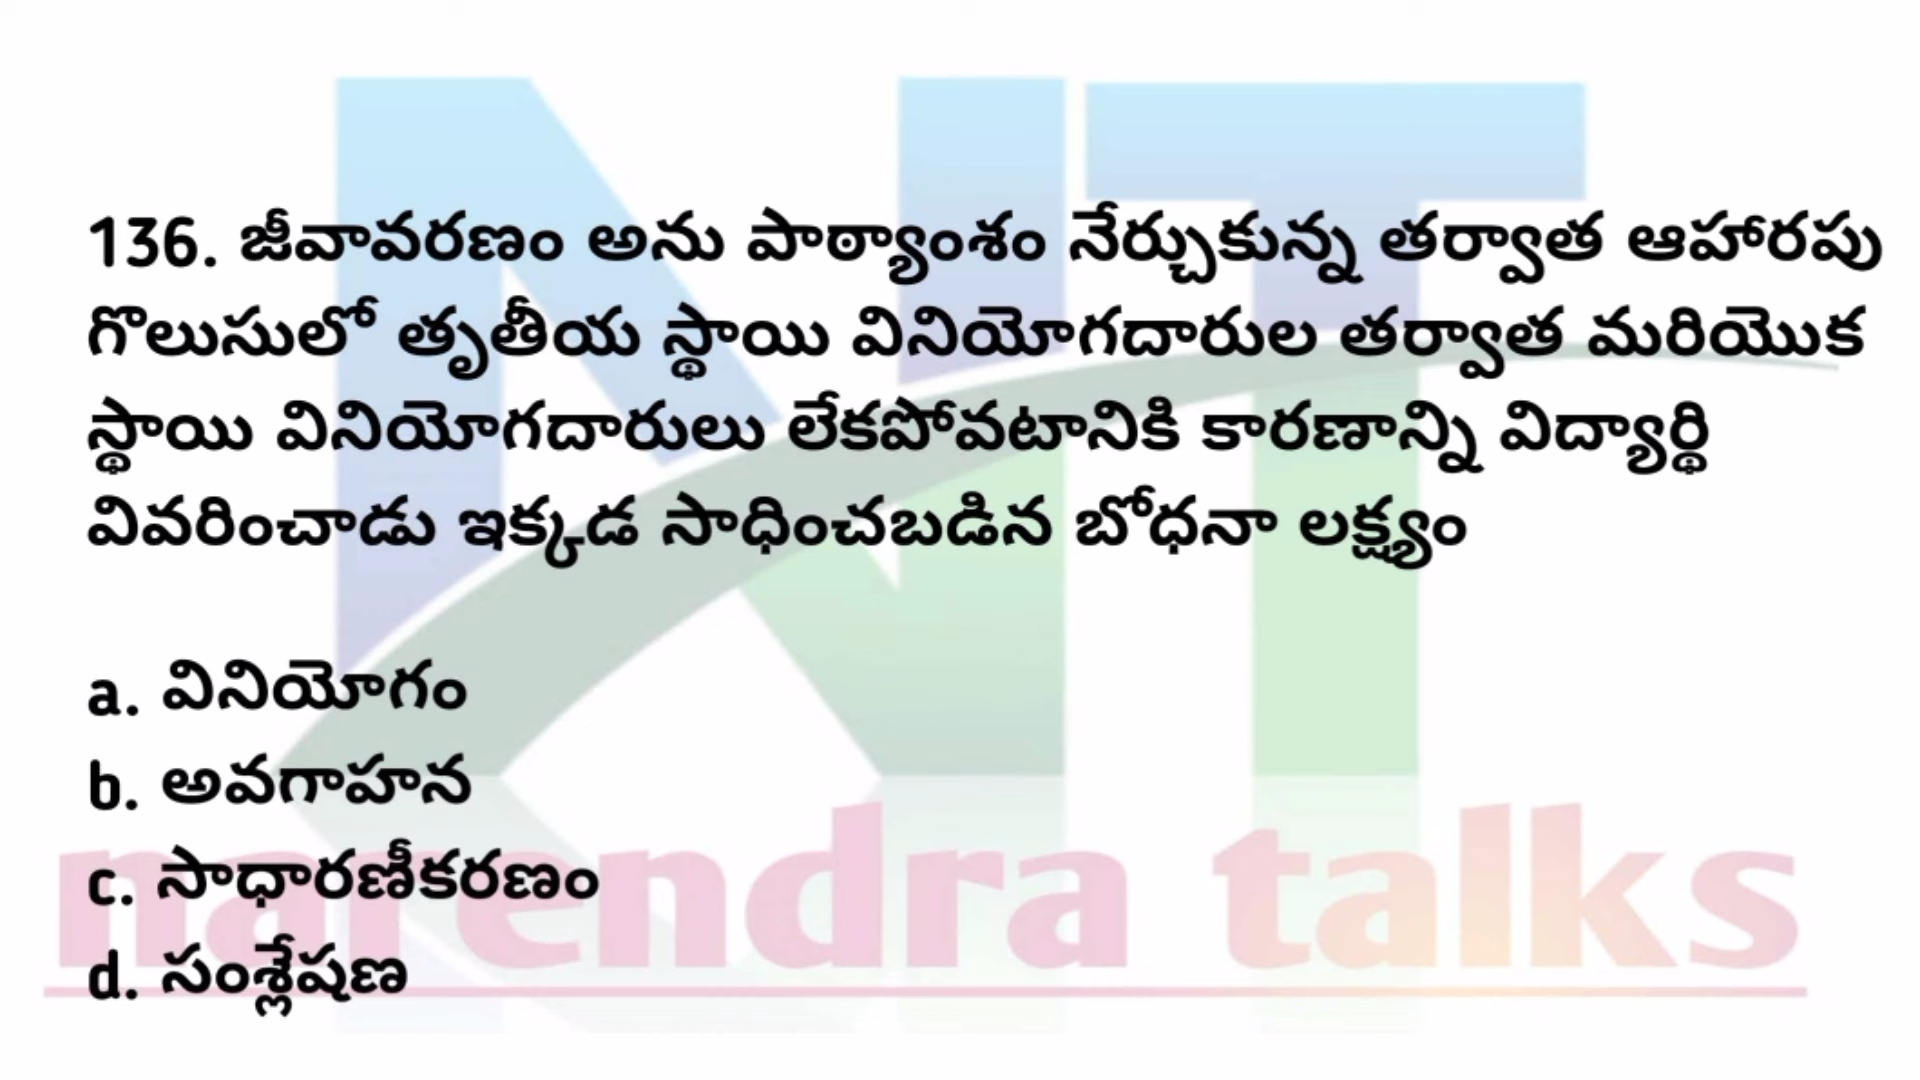 136. జీవావరణం అను పాఠ్యాంశం నేర్చుకున్న తర్వాత ఆహారపు
గొలుసులో తృతీయ స్థాయి వినియోగదారుల తర్వాత మరియొక
స్థాయి వినియోగదారులు లేకపోవటానికి కారణాన్ని విద్యార్థి
వివరించాడు ఇక్కడ సాధించబడిన బోధనా లక్ష్యం
a. వినియోగం
b. అవగాహన
c. సాధారణీకరణం
d. సంశ్లేషణ
NT
narendra talks